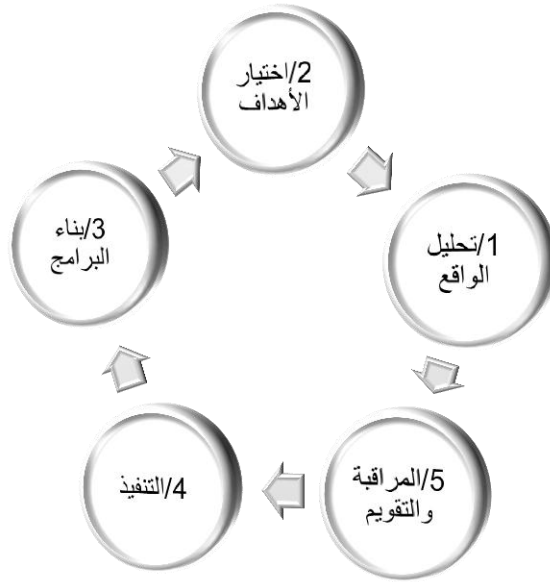 2/اختيار
الأهداف
1/تحليل
الواقع
5/المراقبة
والتقويم
4/التنفيذ
3/بناء
البرامج